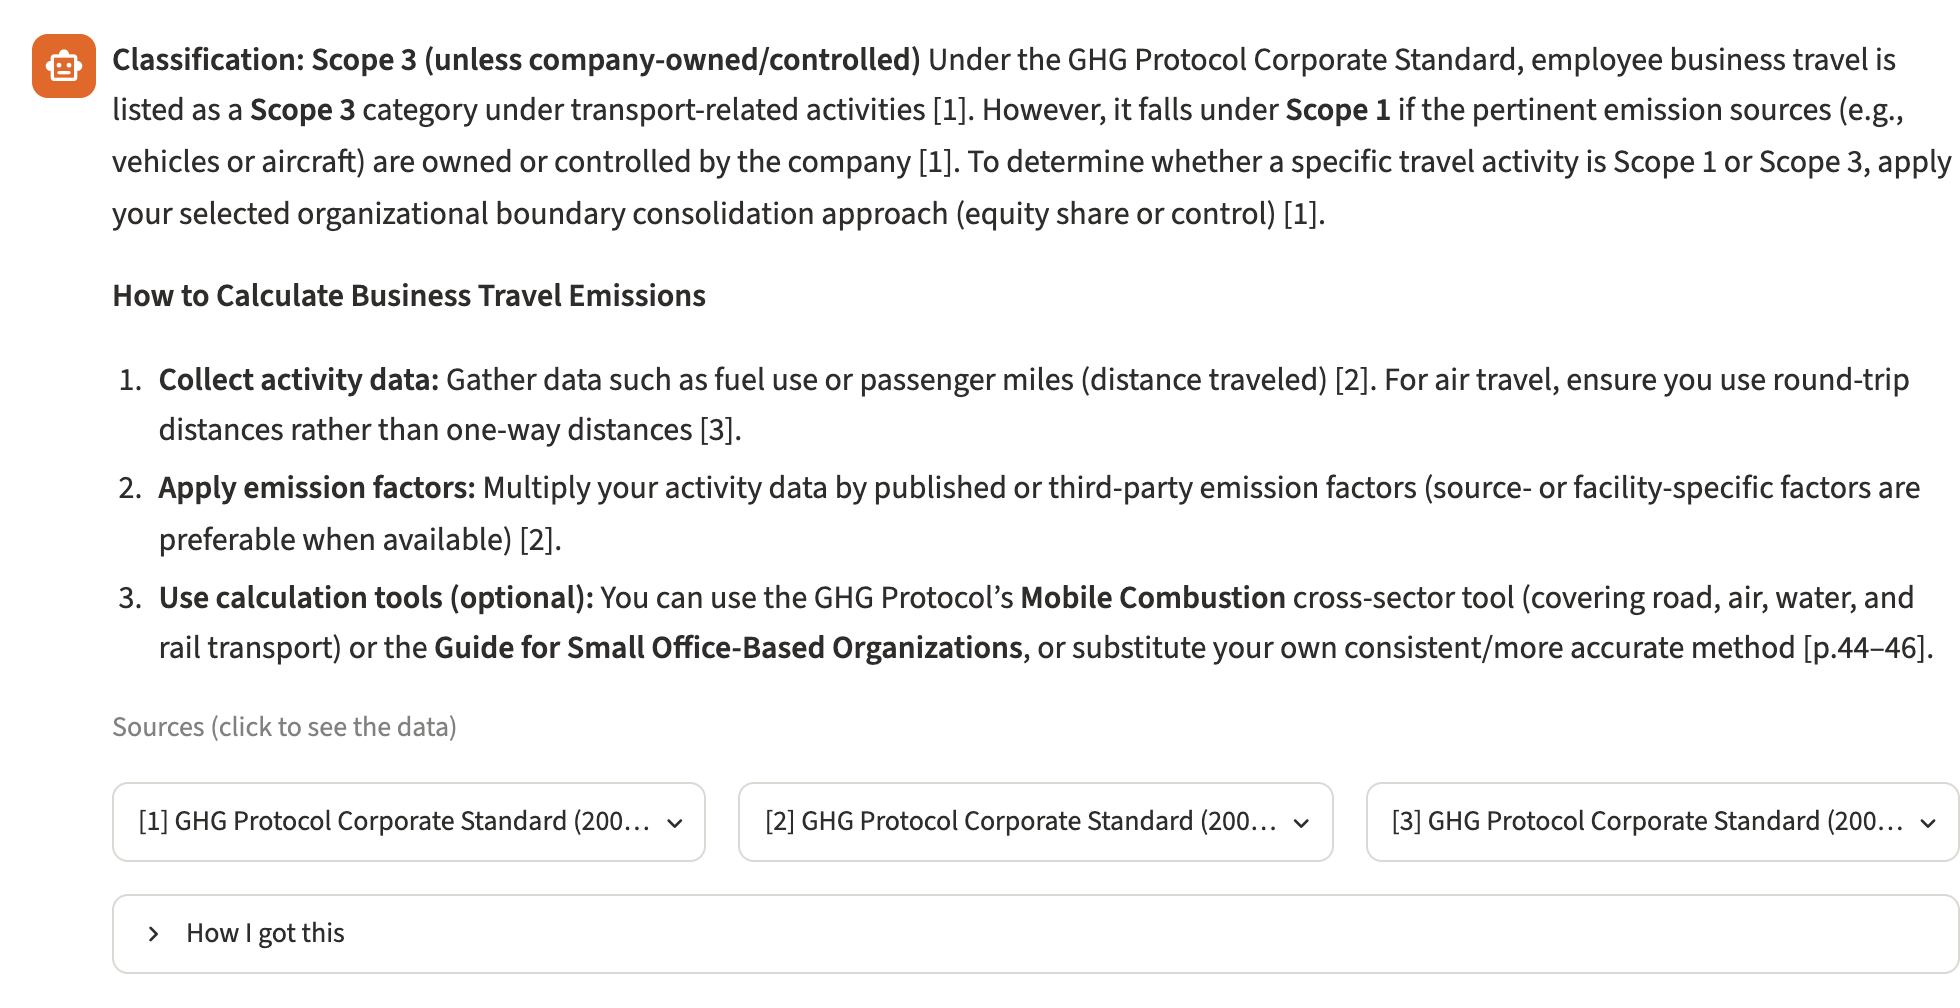 Classification: Scope 3 (unless company-owned/controlled) Under the GHG Protocol Corporate Standard, employee business travel is
listed as a Scope 3 category under transport-related activities [1]. However, it falls under Scope 1 if the pertinent emission sources (e.g.,
vehicles or aircraft) are owned or controlled by the company [1]. To determine whether a specific travel activity is Scope 1 or Scope 3, apply
your selected organizational boundary consolidation approach (equity share or control) [1].
How to Calculate Business Travel Emissions
1. Collect activity data: Gather data such as fuel use or passenger miles (distance traveled) [2]. For air travel, ensure you use round-trip
distances rather than one-way distances [3].
2. Apply emission factors: Multiply your activity data by published or third-party emission factors (source- or facility-specific factors are
preferable when available) [2].
3. Use calculation tools (optional): You can use the GHG Protocol’s Mobile Combustion cross-sector tool (covering road, air, water, and
rail transport) or the Guide for Small Office-Based Organizations, or substitute your own consistent/more accurate method [p.44–46].
Sources (click to see the data)
[1] GHG Protocol Corporate Standard (200…
[2] GHG Protocol Corporate Standard (200…
[3] GHG Protocol Corporate Standard (200…
How I got this